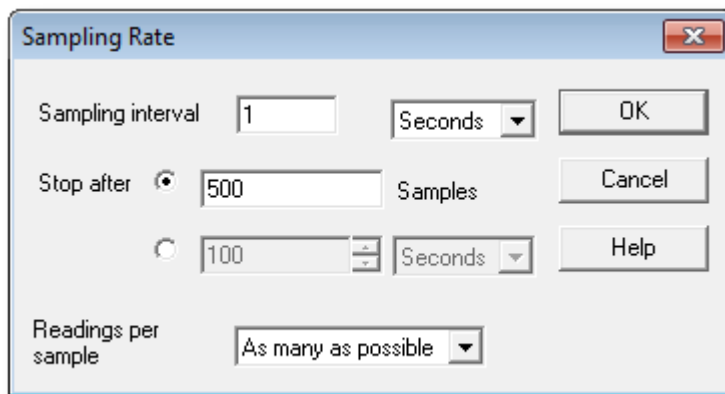 Sampling Rate
Sampling interval 1 Seconds OK
Stop after 500 Samples Cancel
100 Seconds Help
Readings per
sample As many as possible